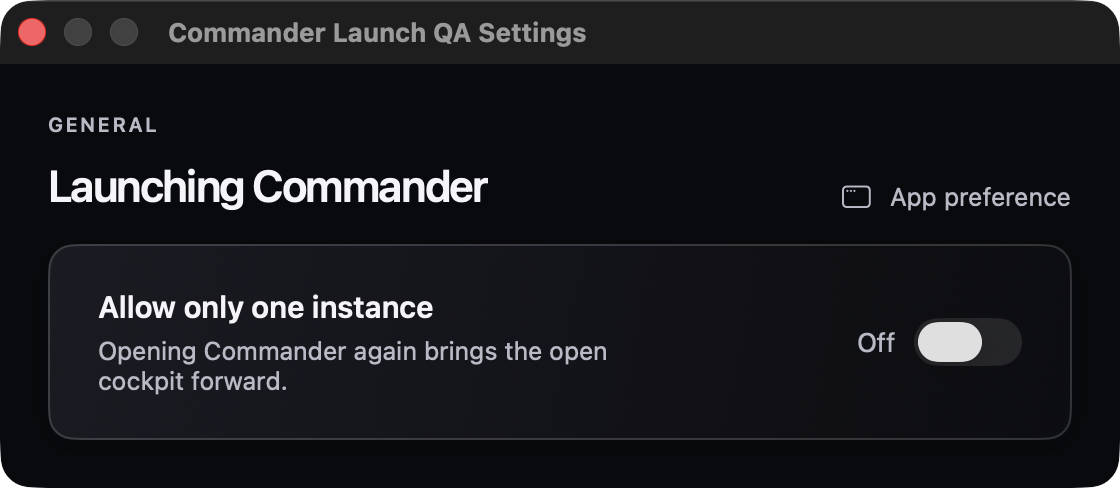 Commander Launch QA Settings
GENERAL
Launching Commander
App preference
Allow only one instance
Opening Commander again brings the open
cockpit forward.
Off